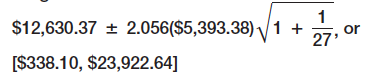 $12,630.37 ± 2.056($5,393.38)√(1 + 1/27), or
[$338.10, $23,922.64]